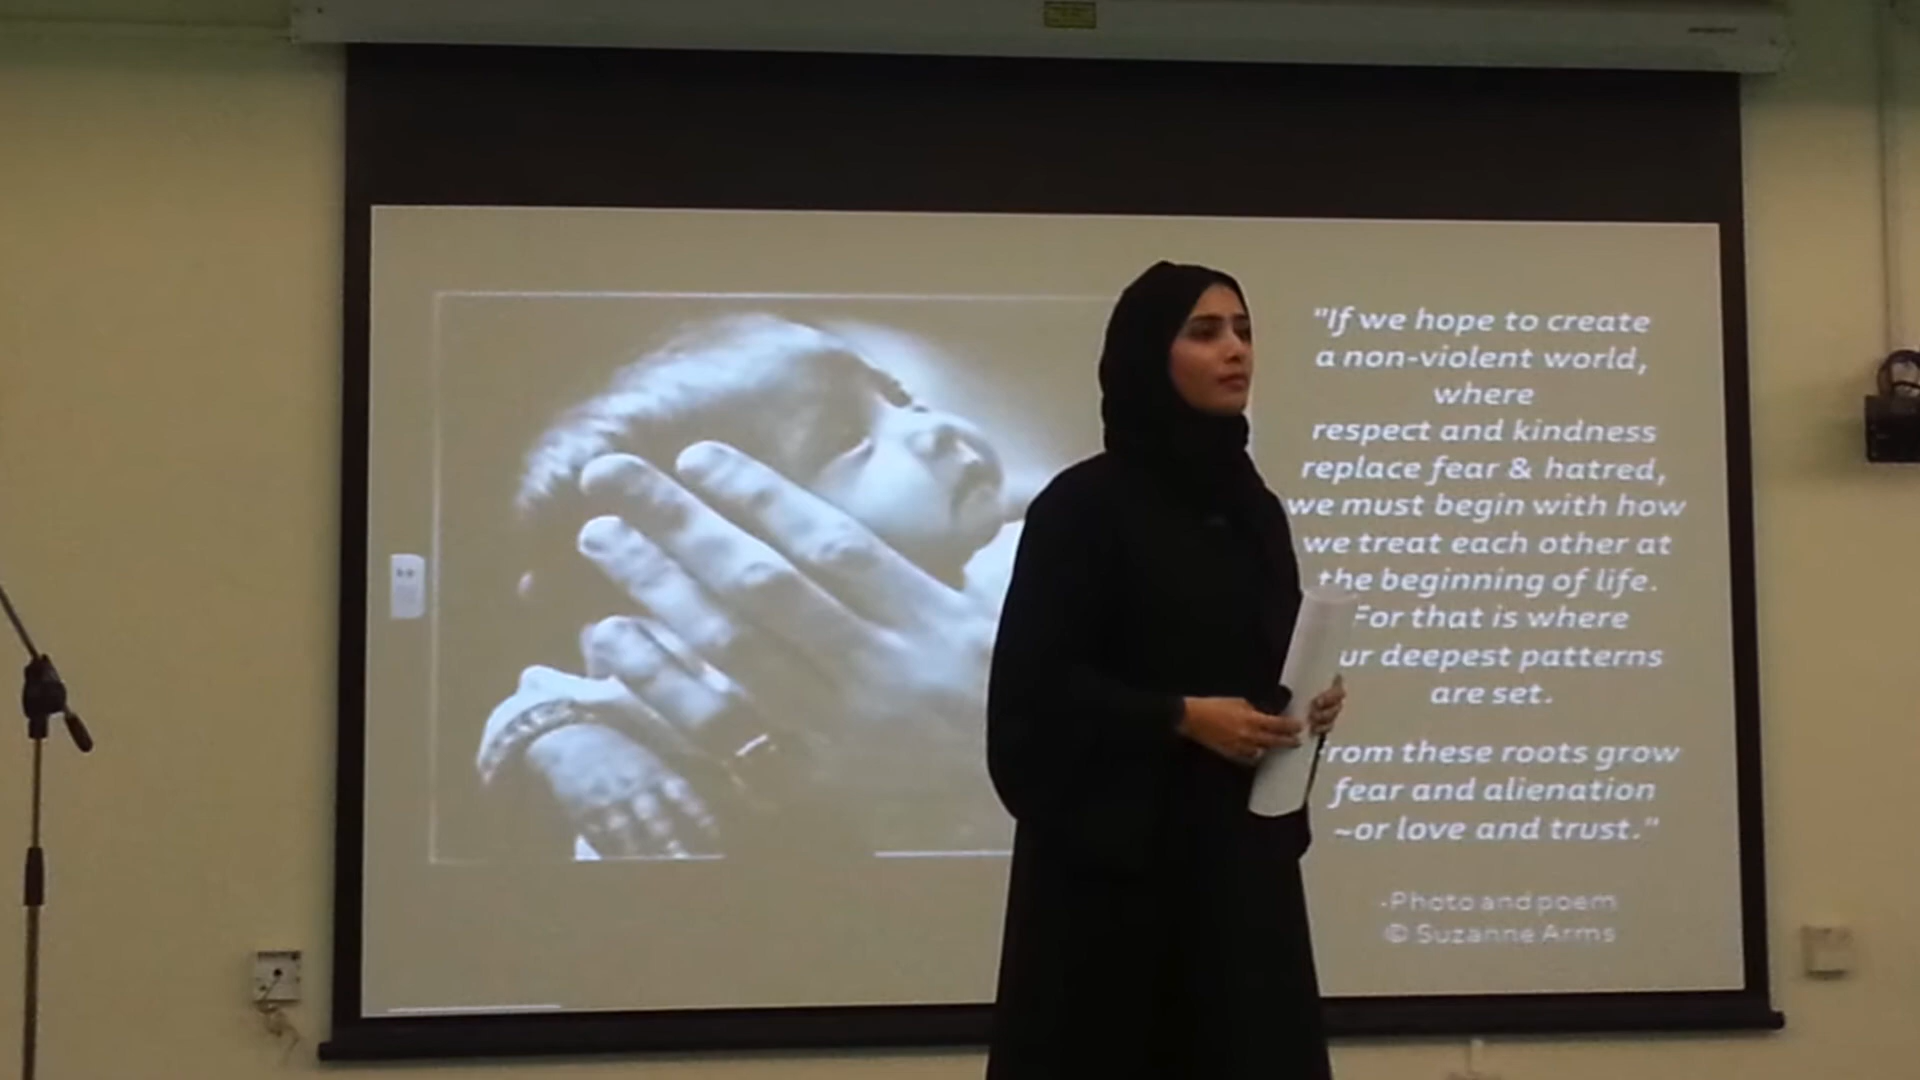 "If we hope to create
a non-violent world,
where
respect and kindness
replace fear & hatred,
we must begin with how
we treat each other at
the beginning of life.
For that is where
ur deepest patterns
are set.
rom these roots grow
fear and alienation
~or love and trust."
-Photo and poem
© Suzanne Arms